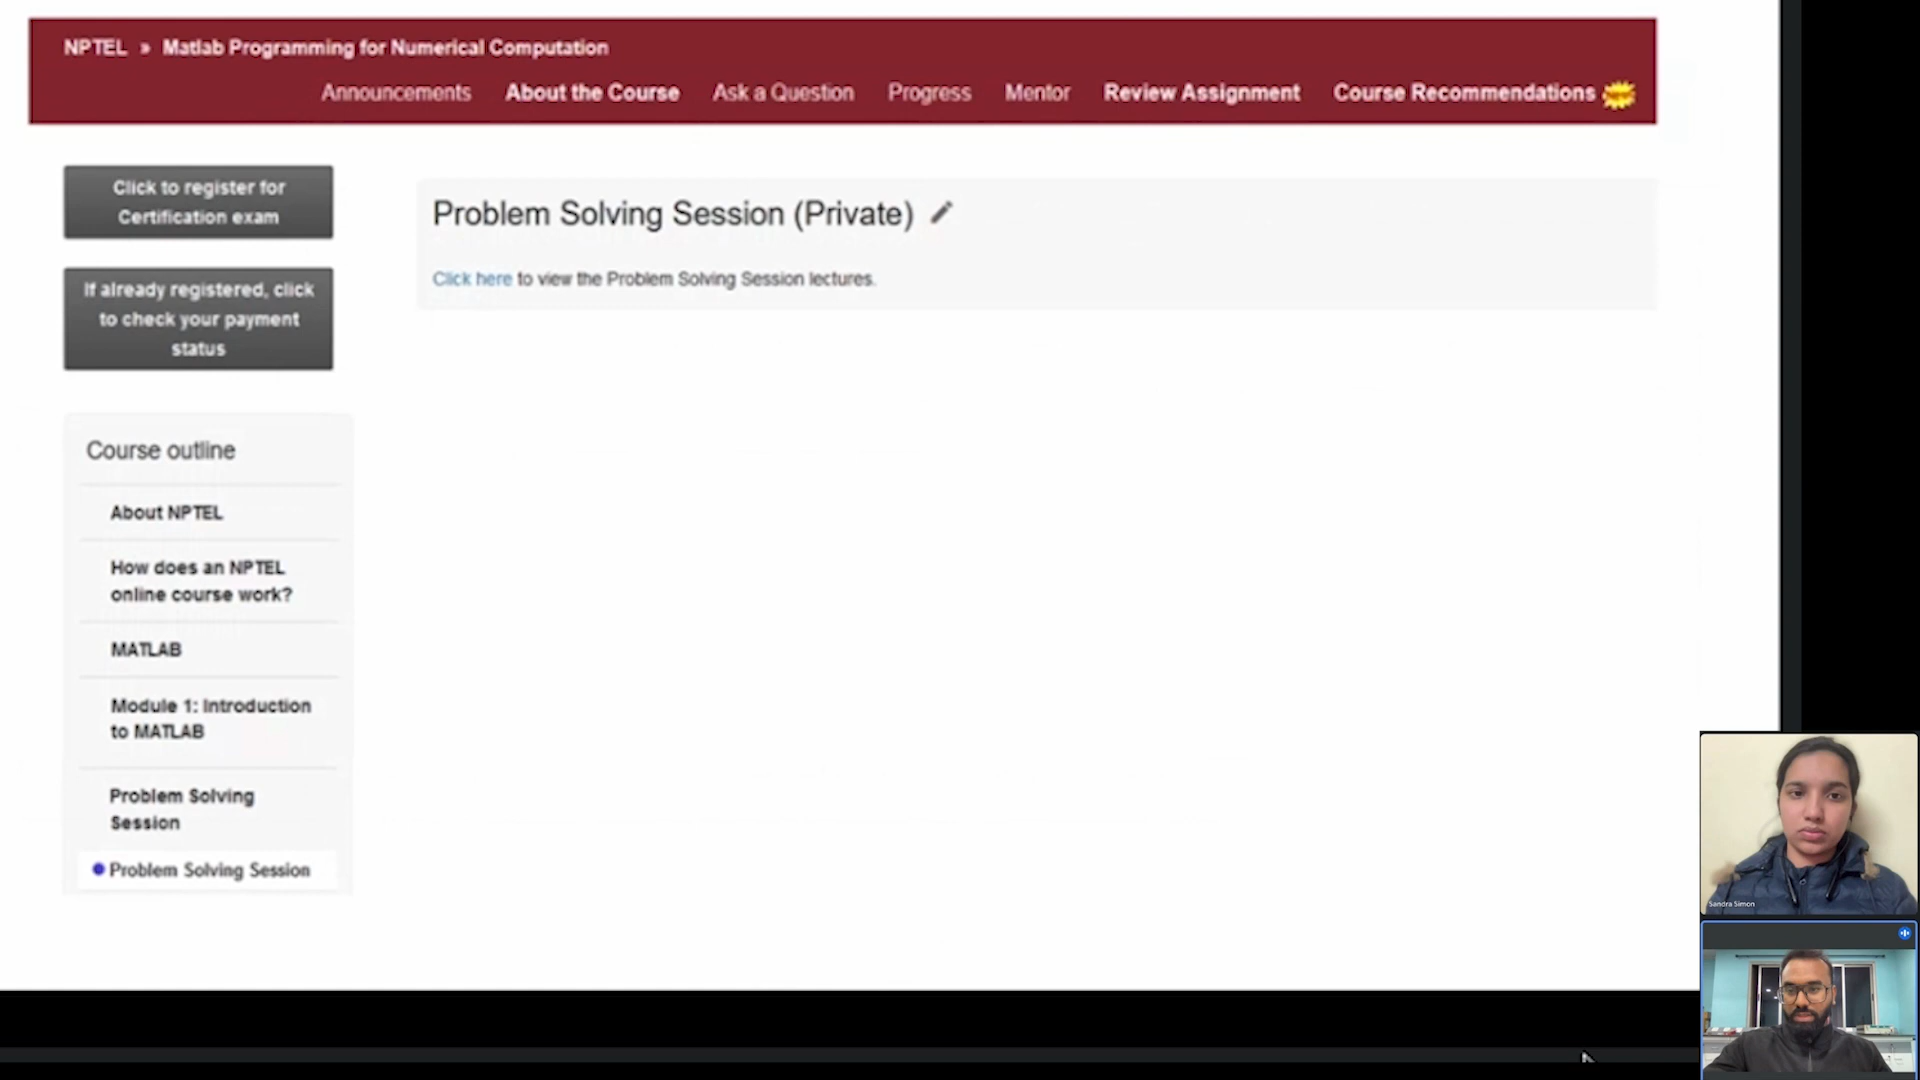 NPTEL » Matlab Programming for Numerical Computation
Announcements About the Course Ask a Question Progress Mentor Review Assignment Course Recommendations
Click to register for
Certification exam
If already registered, click
to check your payment
status
Problem Solving Session (Private)
Click here to view the Problem Solving Session lectures.
Course outline
About NPTEL
How does an NPTEL
online course work?
MATLAB
Module 1: Introduction
to MATLAB
Problem Solving
Session
Problem Solving Session
Sandra Simon